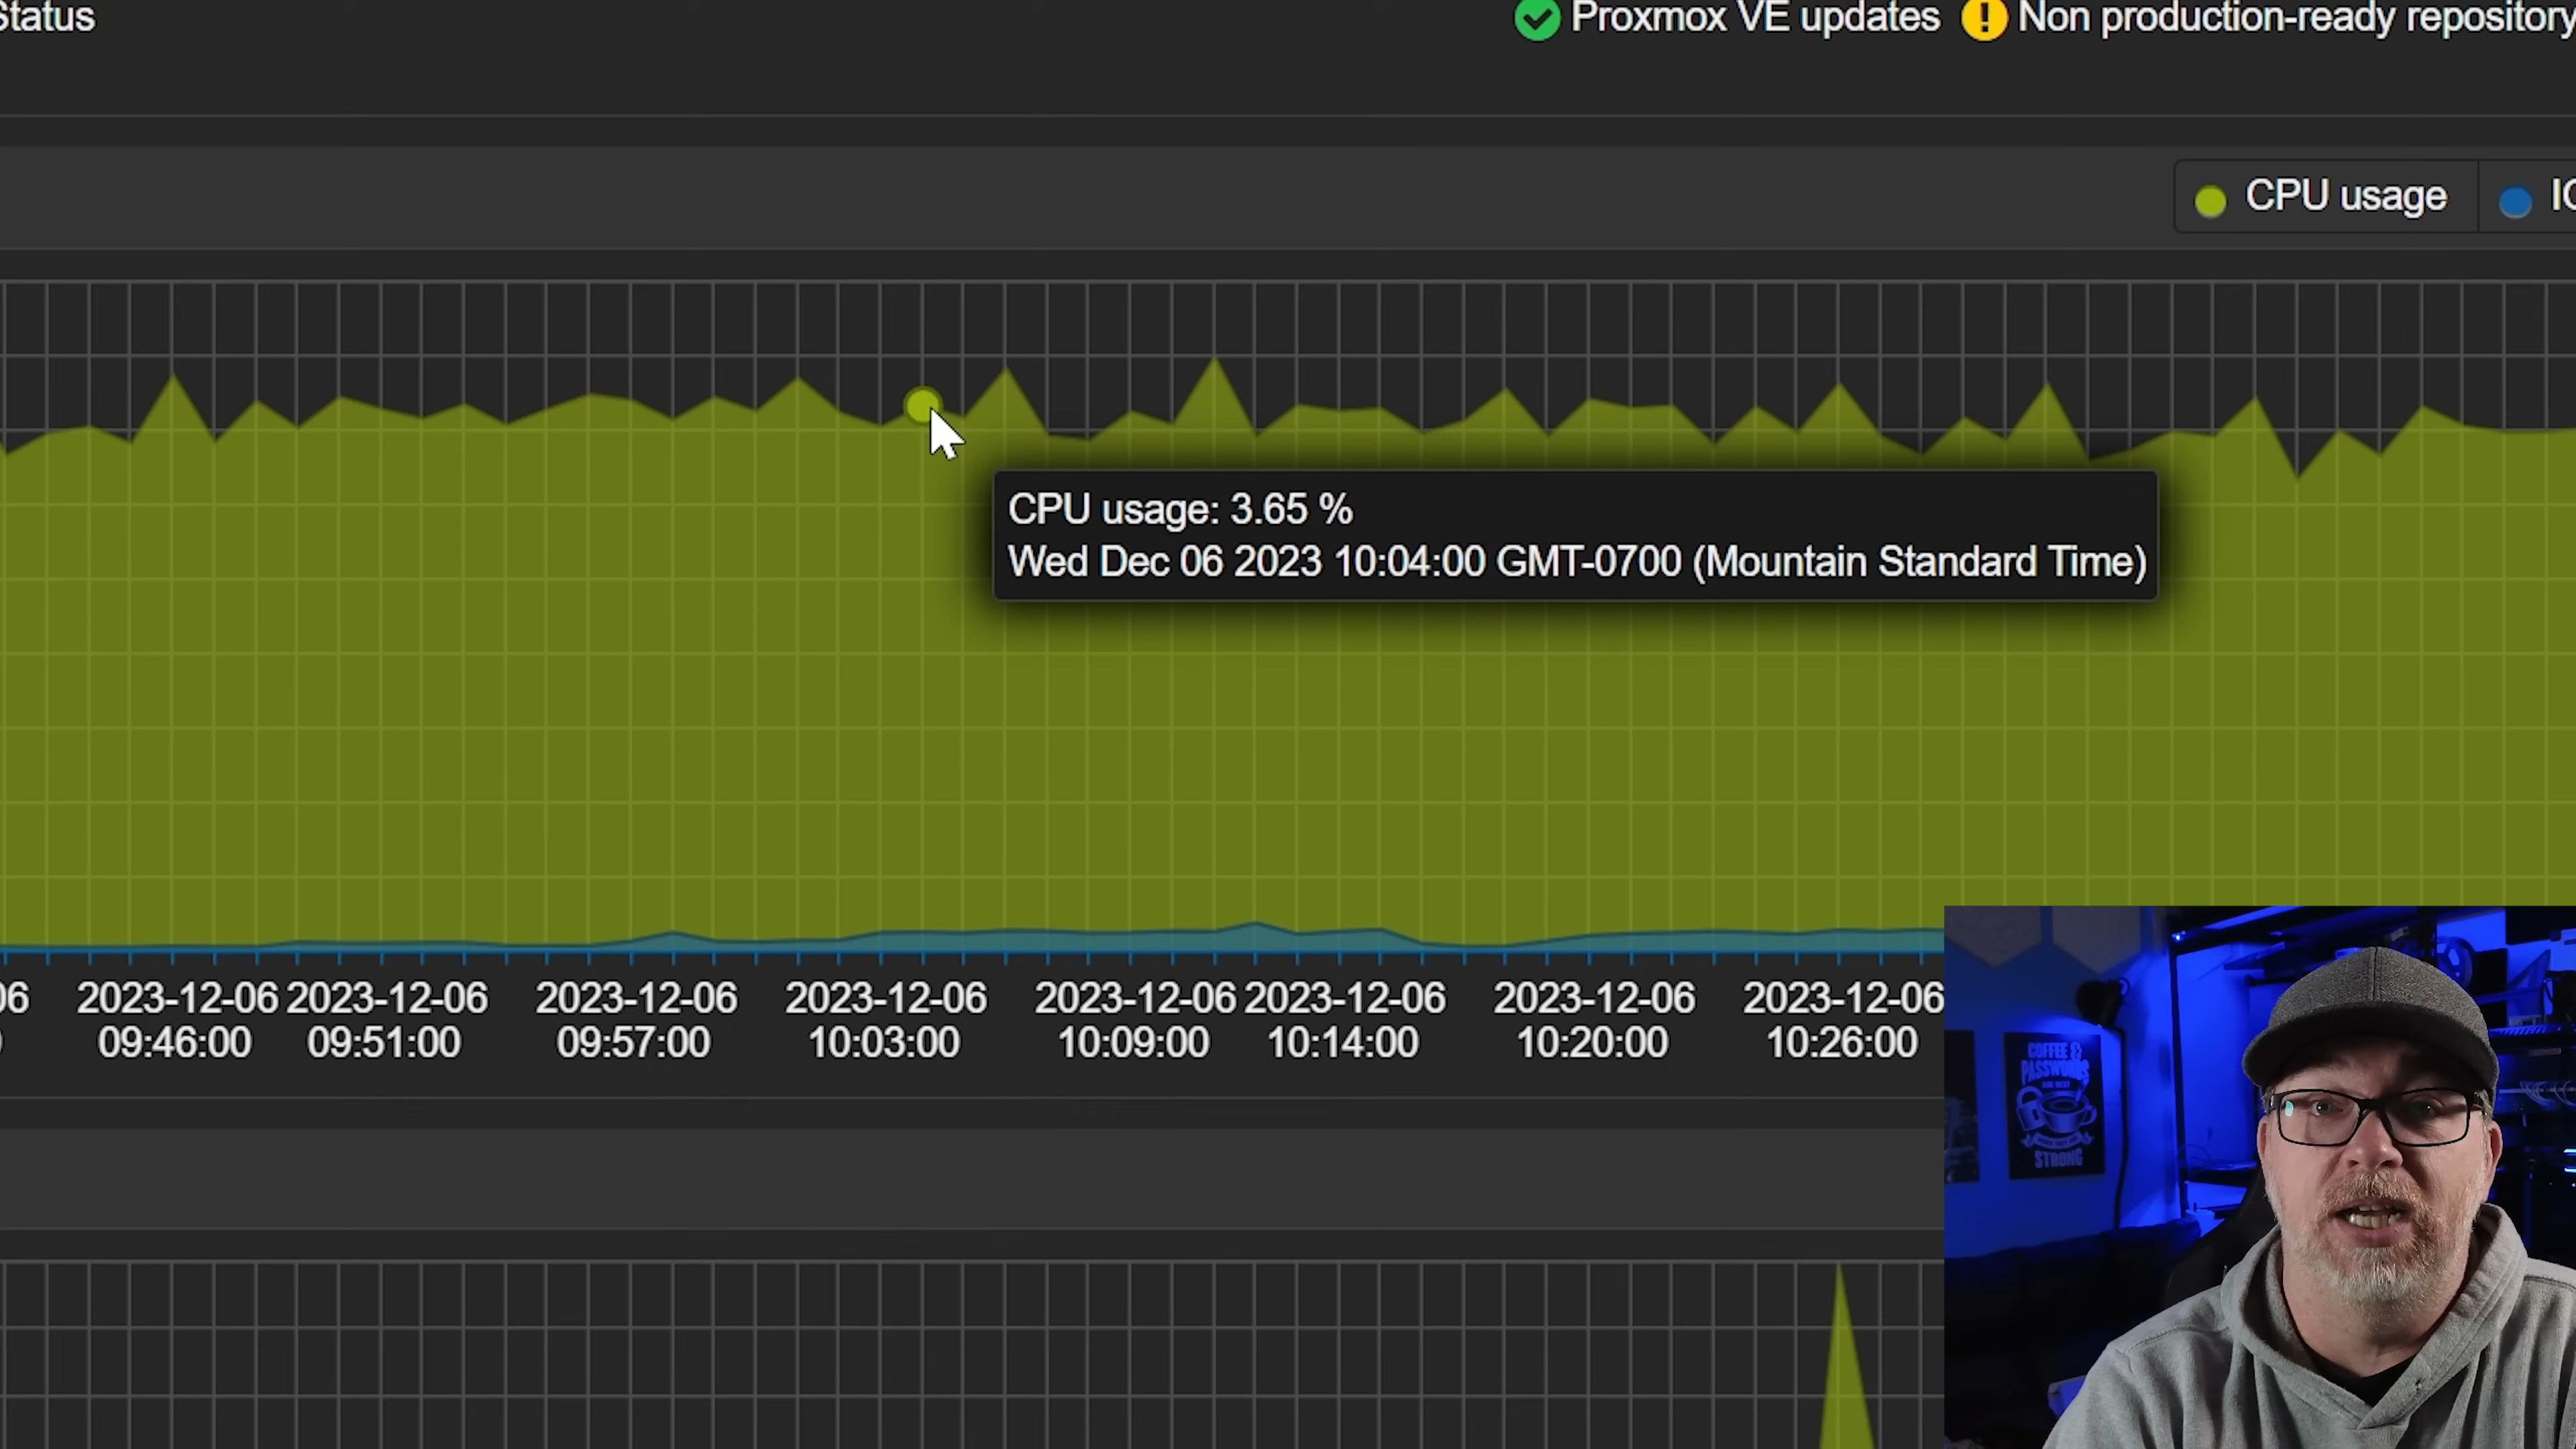 Status
Proxmox VE updates
Non production-ready repository
CPU usage
CPU usage: 3.65 %
Wed Dec 06 2023 10:04:00 GMT-0700 (Mountain Standard Time)
2023-12-06
09:46:00
2023-12-06
09:51:00
2023-12-06
09:57:00
2023-12-06
10:03:00
2023-12-06
10:09:00
2023-12-06
10:14:00
2023-12-06
10:20:00
2023-12-06
10:26:00
COFFEE &
PASSWORDS
STRONG